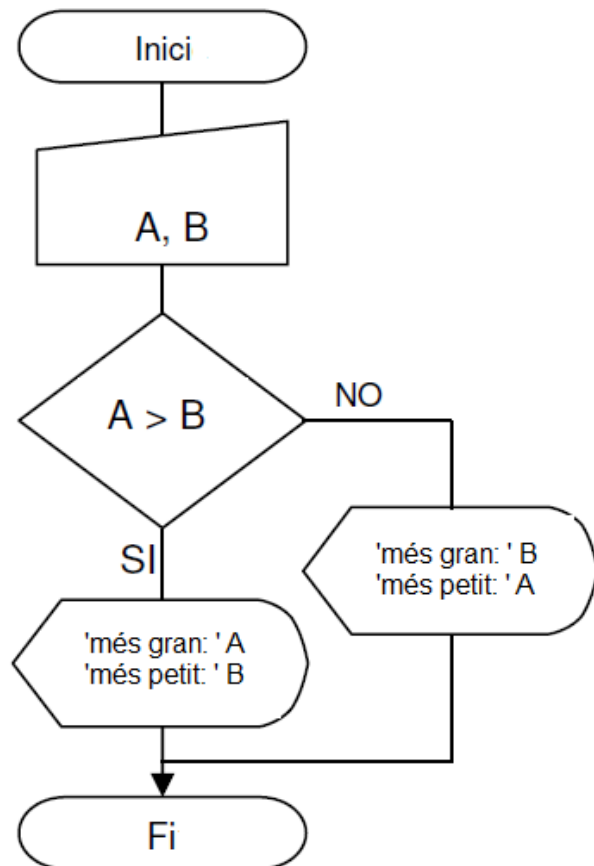 Inici
A, B
A > B
NO
SI
'més gran: ' B
'més petit: ' A
'més gran: ' A
'més petit: ' B
Fi